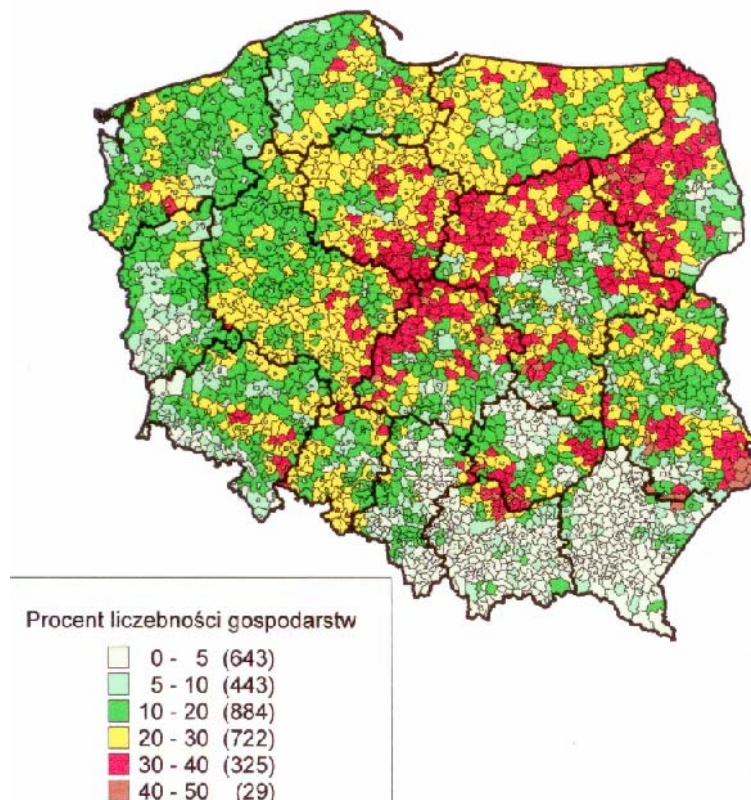 Procent liczebności gospodarstw
0 - 5 (643)
5 - 10 (443)
10 - 20 (884)
20 - 30 (722)
30 - 40 (325)
40 - 50 (29)